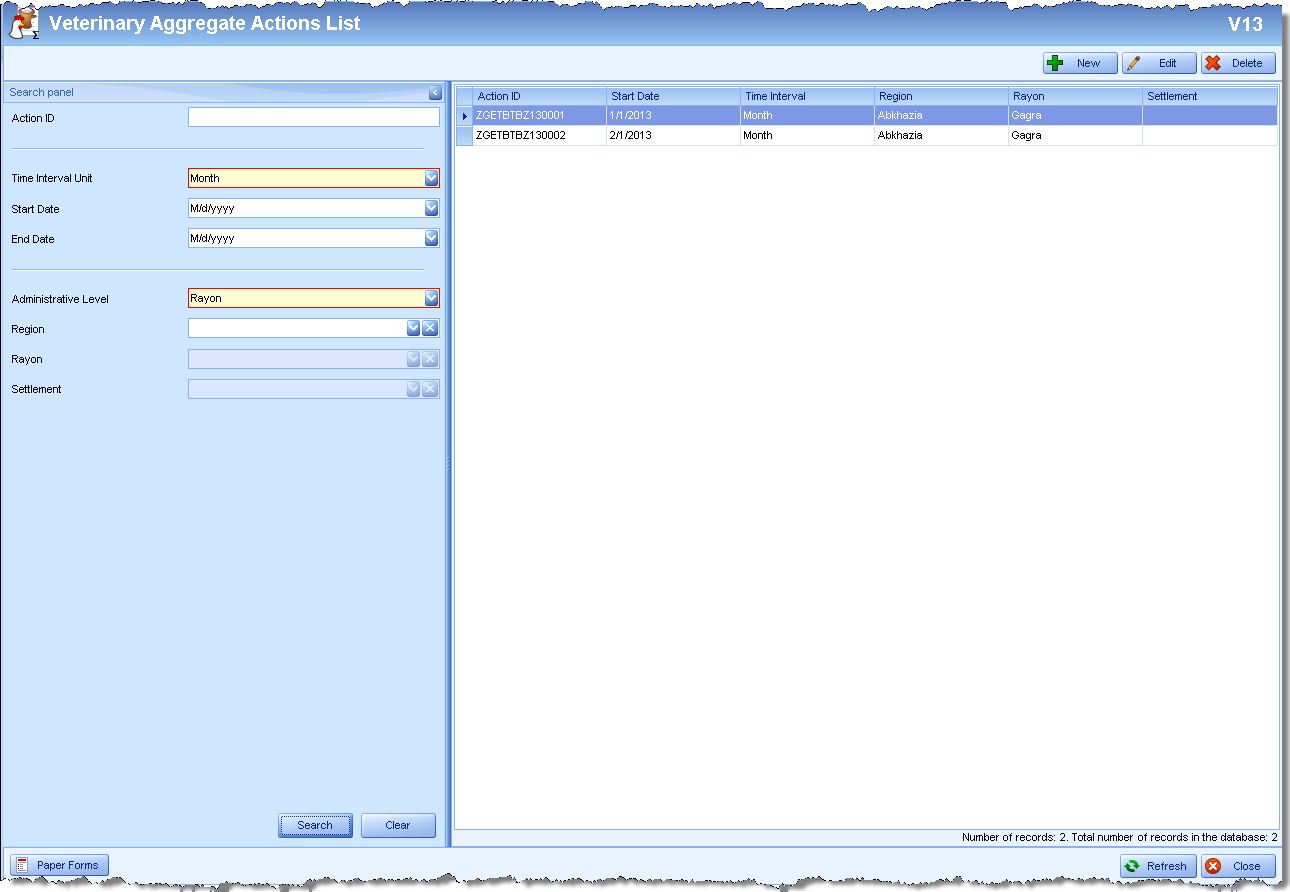 Veterinary Aggregate Actions List V13
New Edit Delete
Search panel
Action ID
Time Interval Unit Month
Start Date M/d/yyyy
End Date M/d/yyyy
Administrative Level Rayon
Region
Rayon
Settlement
Search Clear
Action ID Start Date Time Interval Region Rayon Settlement
ZGETBTBZ130001 1/1/2013 Month Abkhazia Gagra
ZGETBTBZ130002 2/1/2013 Month Abkhazia Gagra
Number of records: 2. Total number of records in the database: 2
Paper Forms Refresh Close